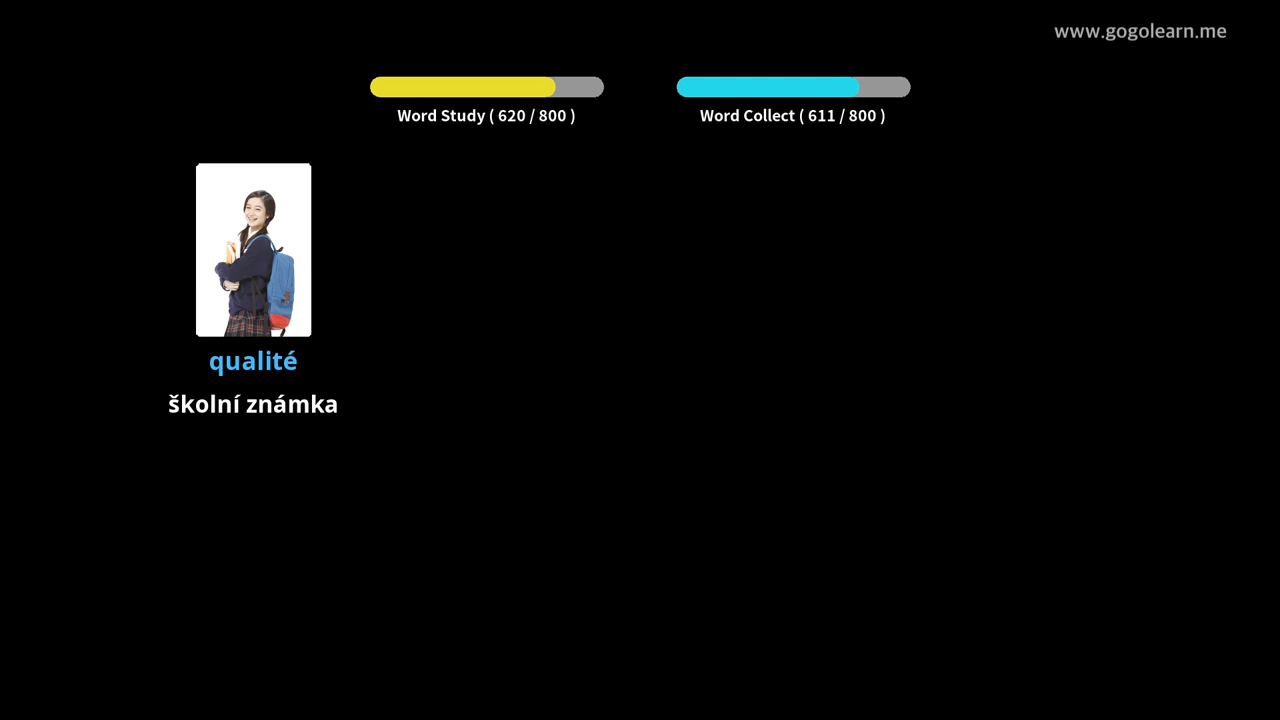 www.gogolearn.me
Word Study ( 620 / 800 )
Word Collect ( 611 / 800 )
qualité
školní známka